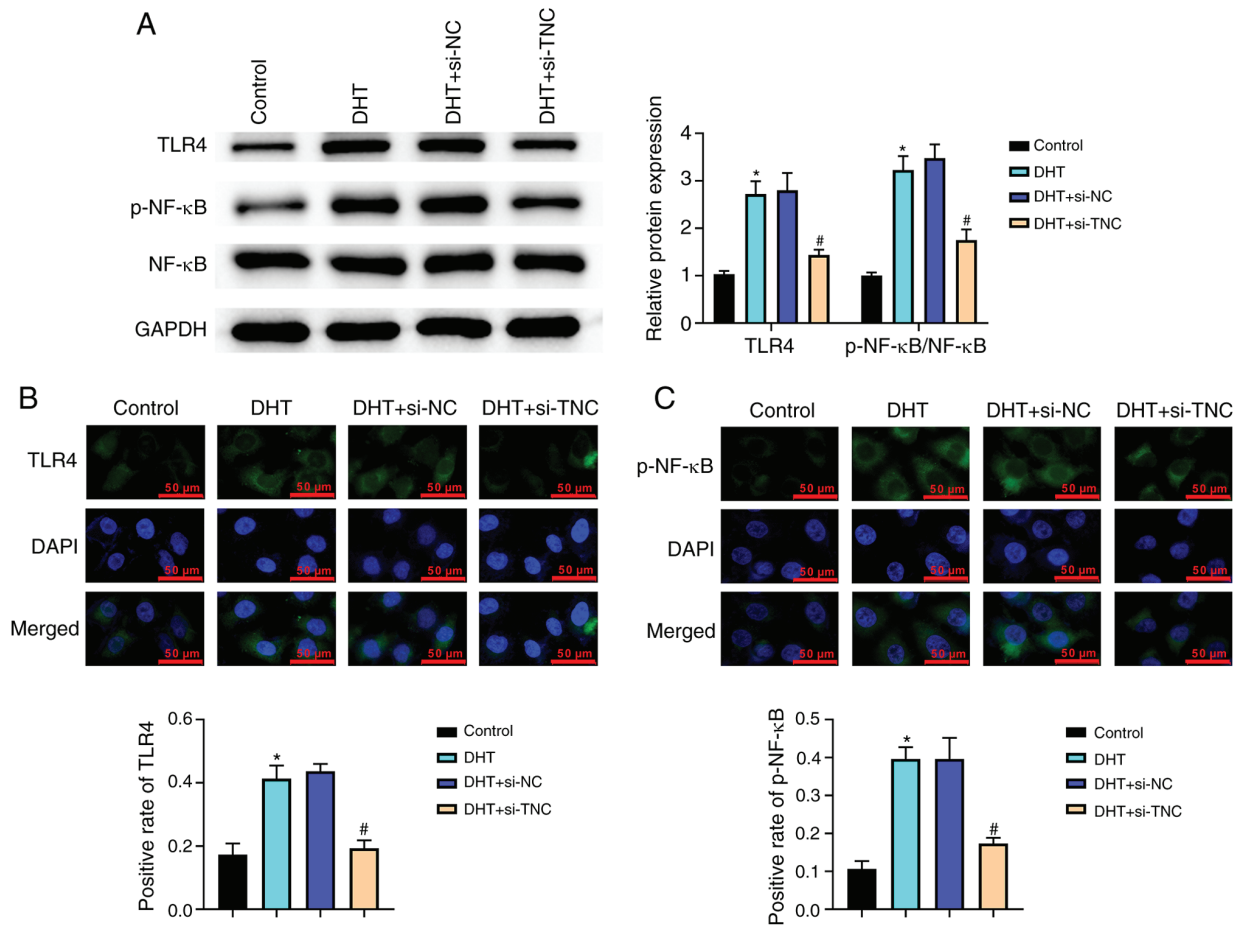 A
Control
DHT
DHT+si-NC
DHT+si-TNC
TLR4
p-NF-κB
NF-κB
GAPDH
Relative protein expression
4
3
2
1
0
*
*
#
#
TLR4
p-NF-κB/NF-κB
Control
DHT
DHT+si-NC
DHT+si-TNC
B
Control DHT DHT+si-NC DHT+si-TNC
TLR4
50 µm 50 µm 50 µm 50 µm
DAPI
50 µm 50 µm 50 µm 50 µm
Merged
50 µm 50 µm 50 µm 50 µm
Positive rate of TLR4
0.6
0.4
0.2
0.0
*
#
Control
DHT
DHT+si-NC
DHT+si-TNC
C
Control DHT DHT+si-NC DHT+si-TNC
p-NF-κB
50 µm 50 µm 50 µm 50 µm
DAPI
50 µm 50 µm 50 µm 50 µm
Merged
50 µm 50 µm 50 µm 50 µm
Positive rate of p-NF-κB
0.5
0.4
0.3
0.2
0.1
0.0
*
#
Control
DHT
DHT+si-NC
DHT+si-TNC